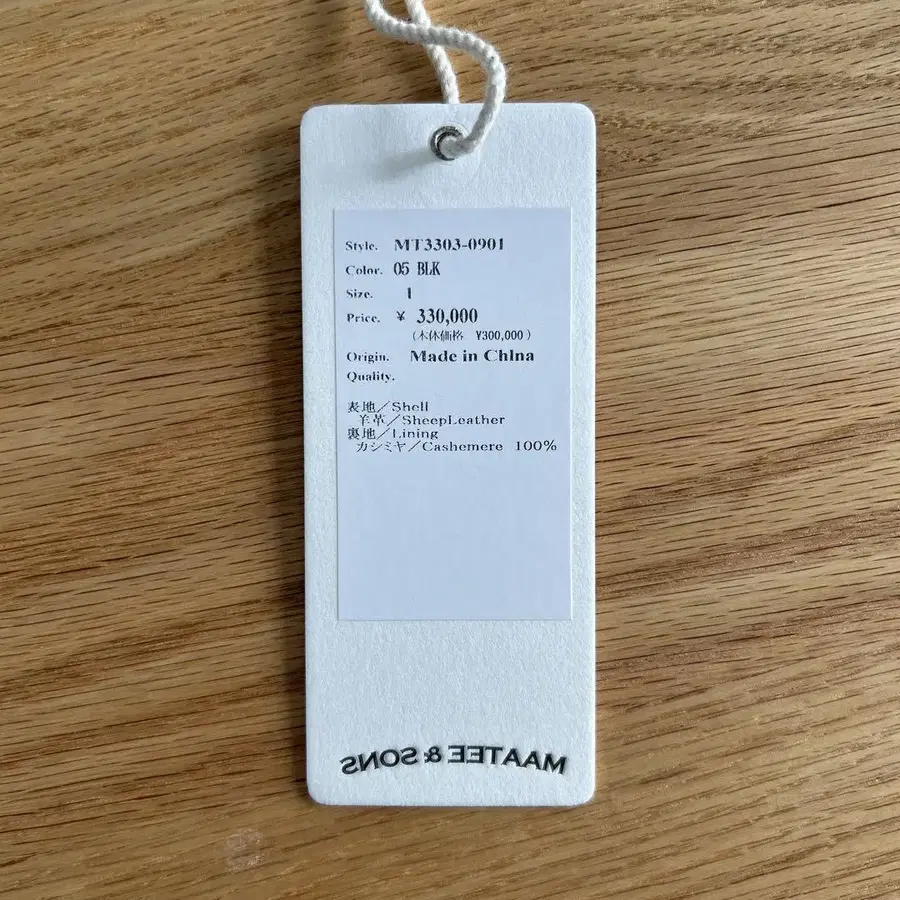 Style. MT3303-0901
Color. 05 BLK
Size. 1
Price. ¥ 330,000
(本体価格 ¥300,000)
Origin. Made in China
Quality.
表地/Shell
羊革/SheepLeather
裏地/Lining
カシミヤ/Cashemere 100%
MAATEE & SONS